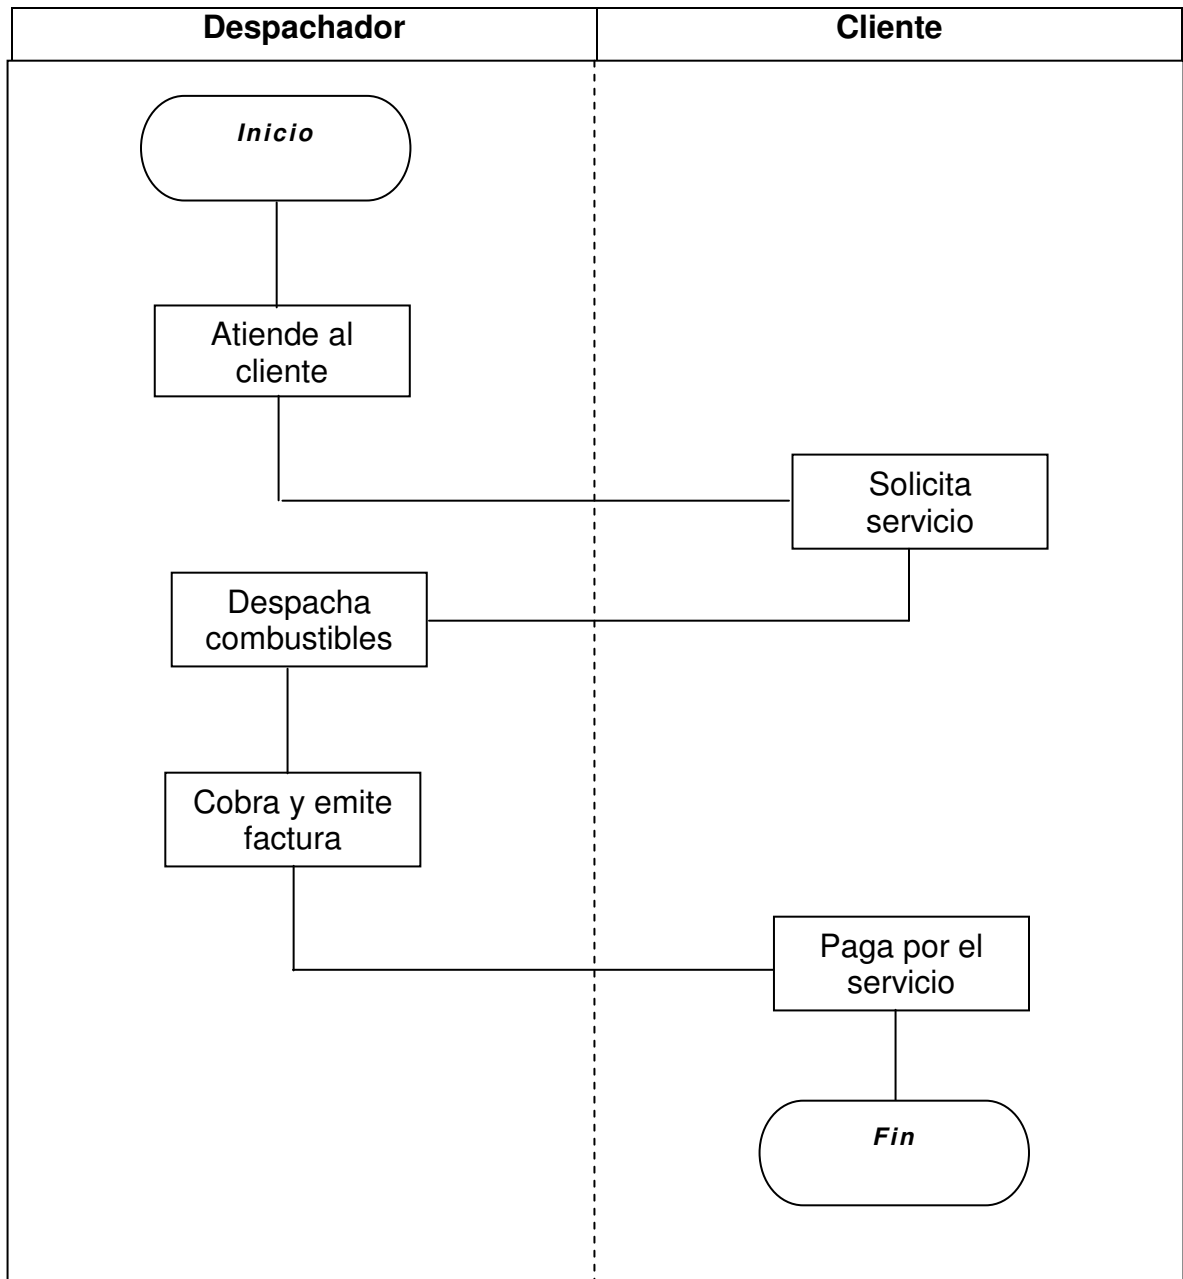 Despachador
Cliente
Inicio
Atiende al
cliente
Solicita
servicio
Despacha
combustibles
Cobra y emite
factura
Paga por el
servicio
Fin